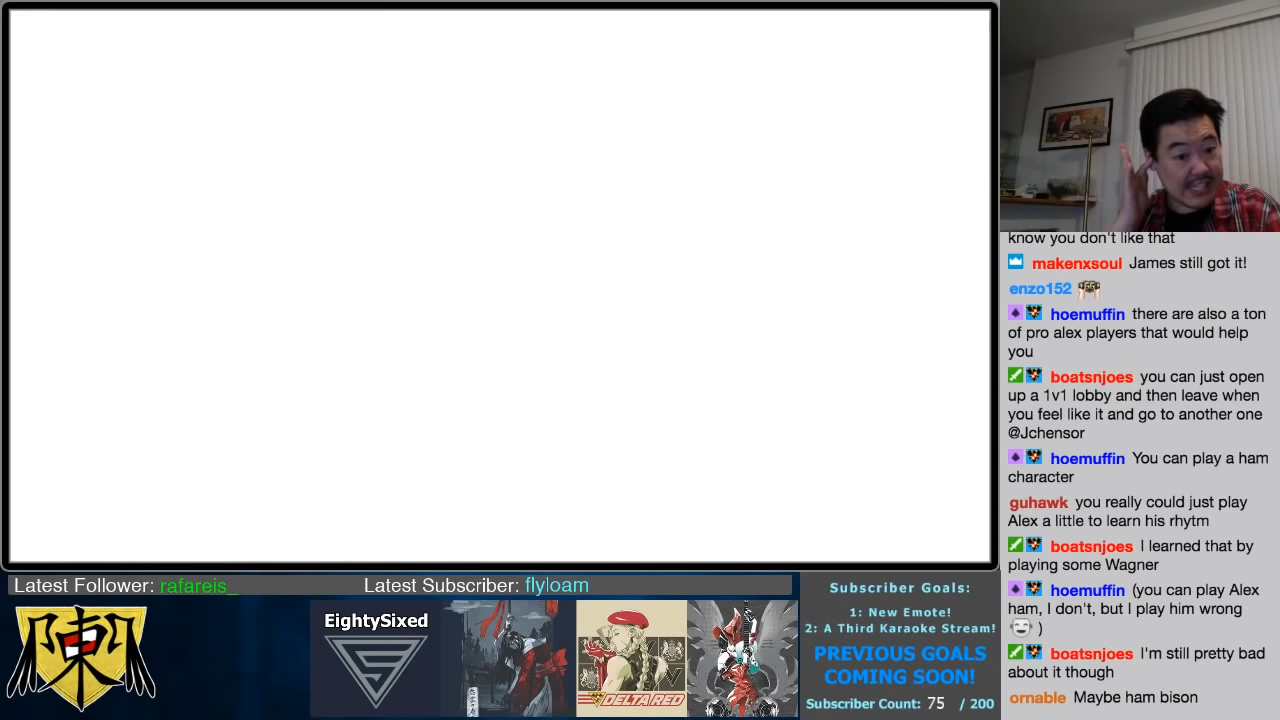 know you don't like that
makenxsoul James still got it!
enzo152
hoemuffin there are also a ton
of pro alex players that would help
you
boatsnjoes you can just open
up a 1v1 lobby and then leave when
you feel like it and go to another one
@Jchensor
hoemuffin You can play a ham
character
guhawk you really could just play
Alex a little to learn his rhytm
boatsnjoes I learned that by
playing some Wagner
hoemuffin (you can play Alex
ham, I don't, but I play him wrong
)
boatsnjoes I'm still pretty bad
about it though
ornable Maybe ham bison
Latest Follower: rafareis_
Latest Subscriber: flyloam
EightySixed
DELTA RED
Subscriber Goals:
1: New Emote!
2: A Third Karaoke Stream!
PREVIOUS GOALS
COMING SOON!
Subscriber Count: 75 / 200